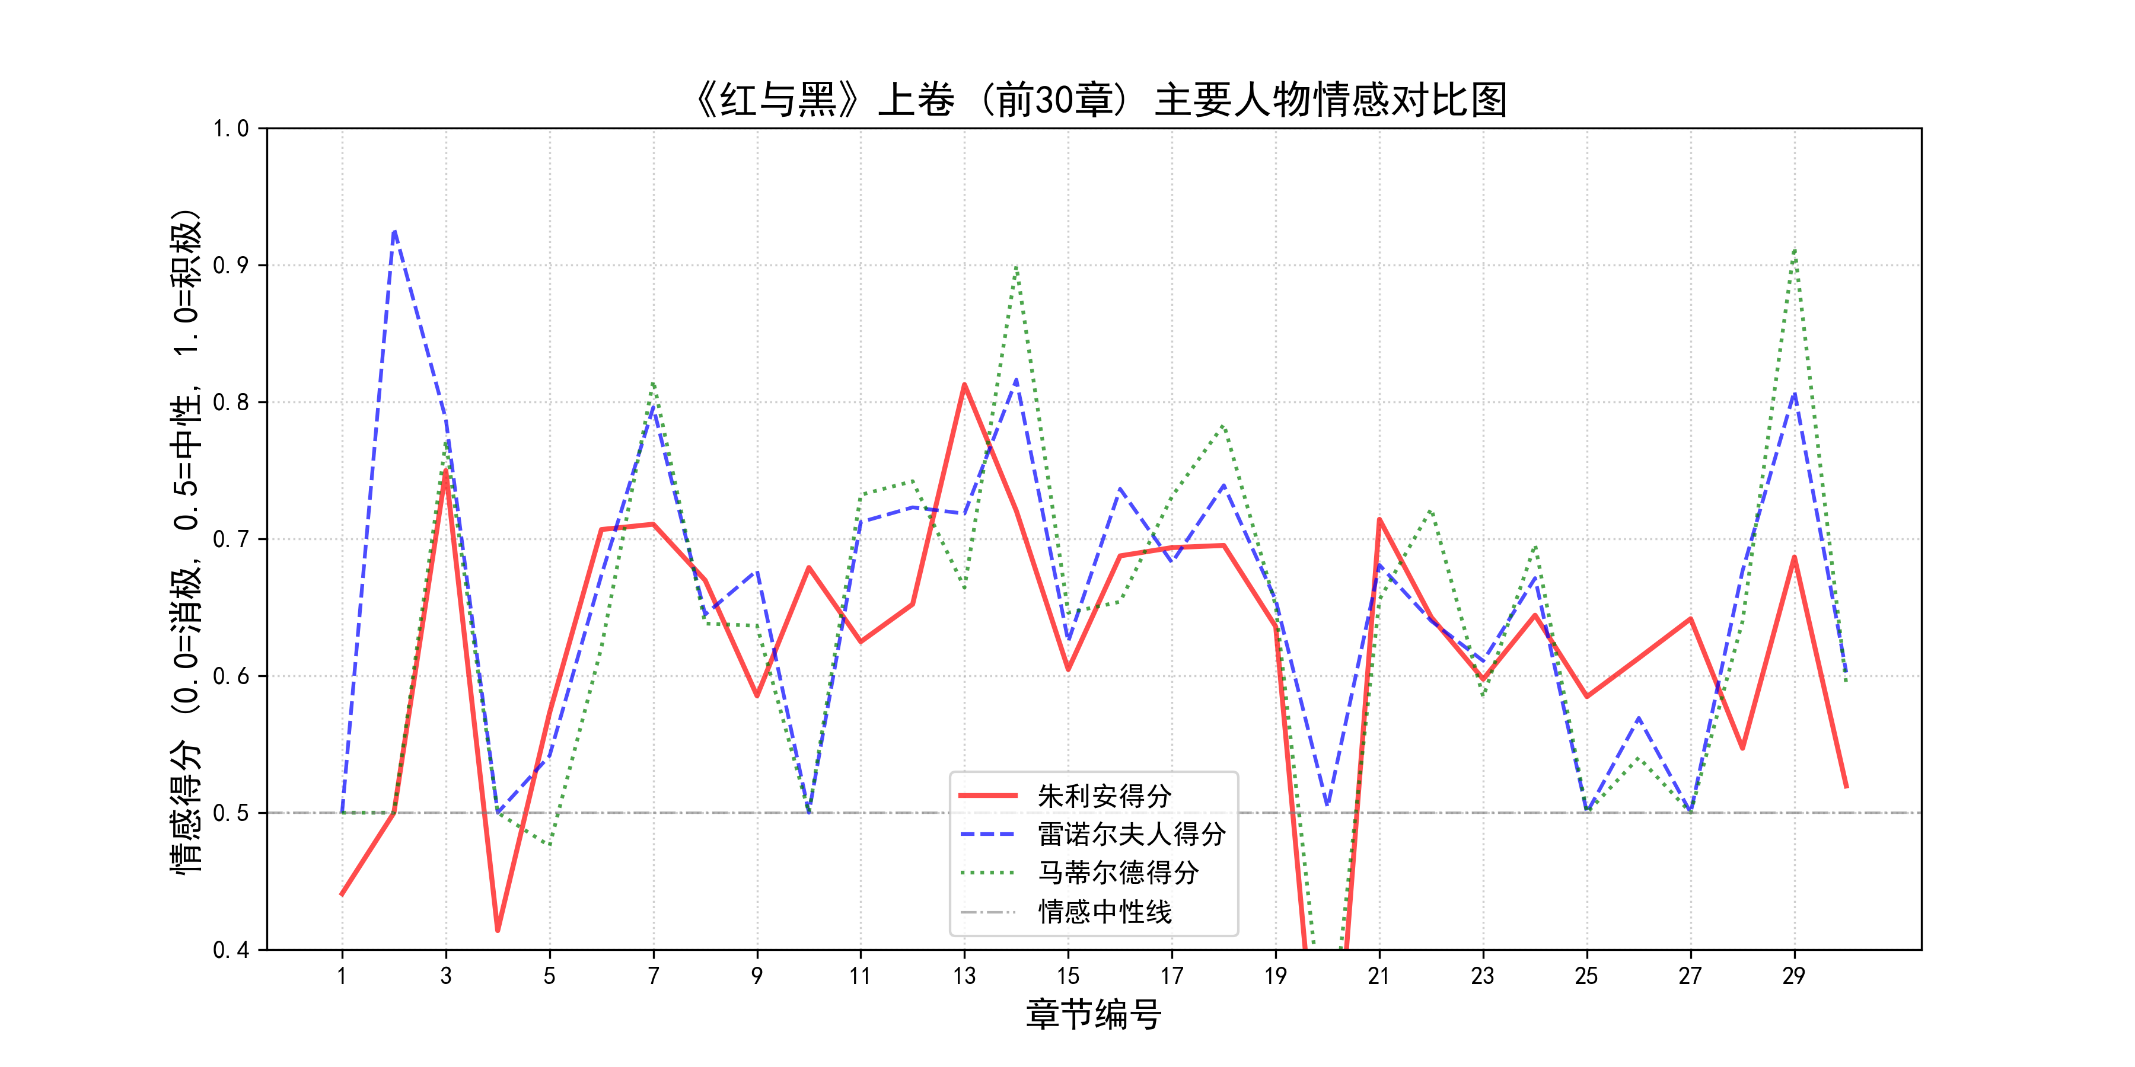 《红与黑》上卷 (前30章) 主要人物情感对比图
情感得分 (0.0=消极, 0.5=中性, 1.0=积极)
1.0
0.9
0.8
0.7
0.6
0.5
0.4
朱利安得分
雷诺尔夫人得分
马蒂尔德得分
情感中性线
1 3 5 7 9 11 13 15 17 19 21 23 25 27 29
章节编号